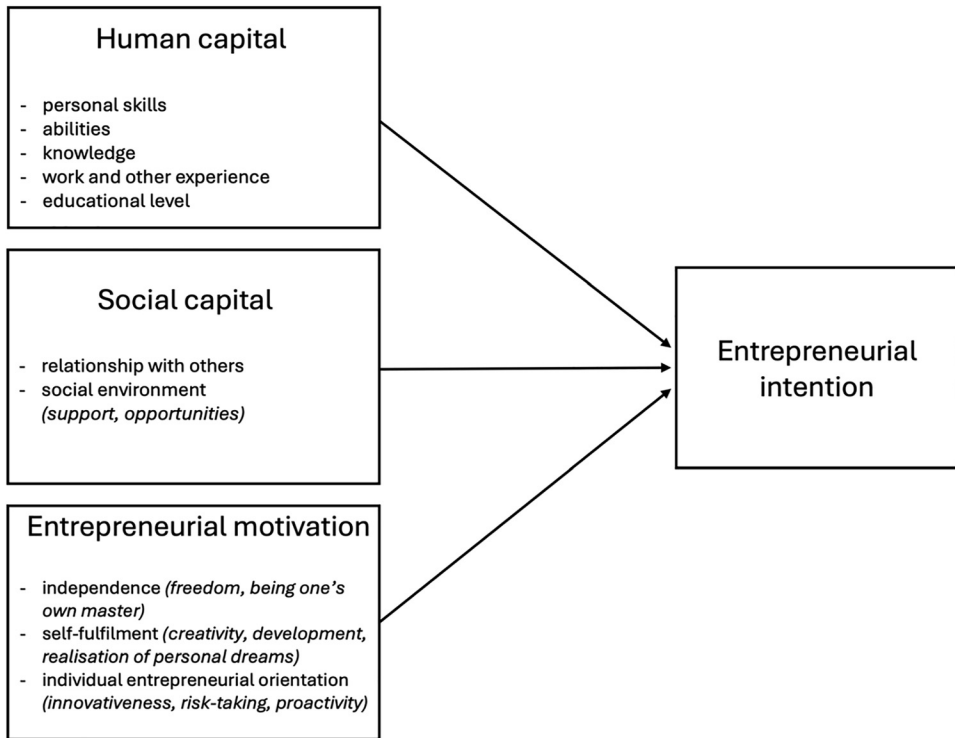 Human capital
- personal skills
- abilities
- knowledge
- work and other experience
- educational level
Social capital
- relationship with others
- social environment
(support, opportunities)
Entrepreneurial motivation
- independence (freedom, being one's
own master)
- self-fulfilment (creativity, development,
realisation of personal dreams)
- individual entrepreneurial orientation
(innovativeness, risk-taking, proactivity)
Entrepreneurial
intention